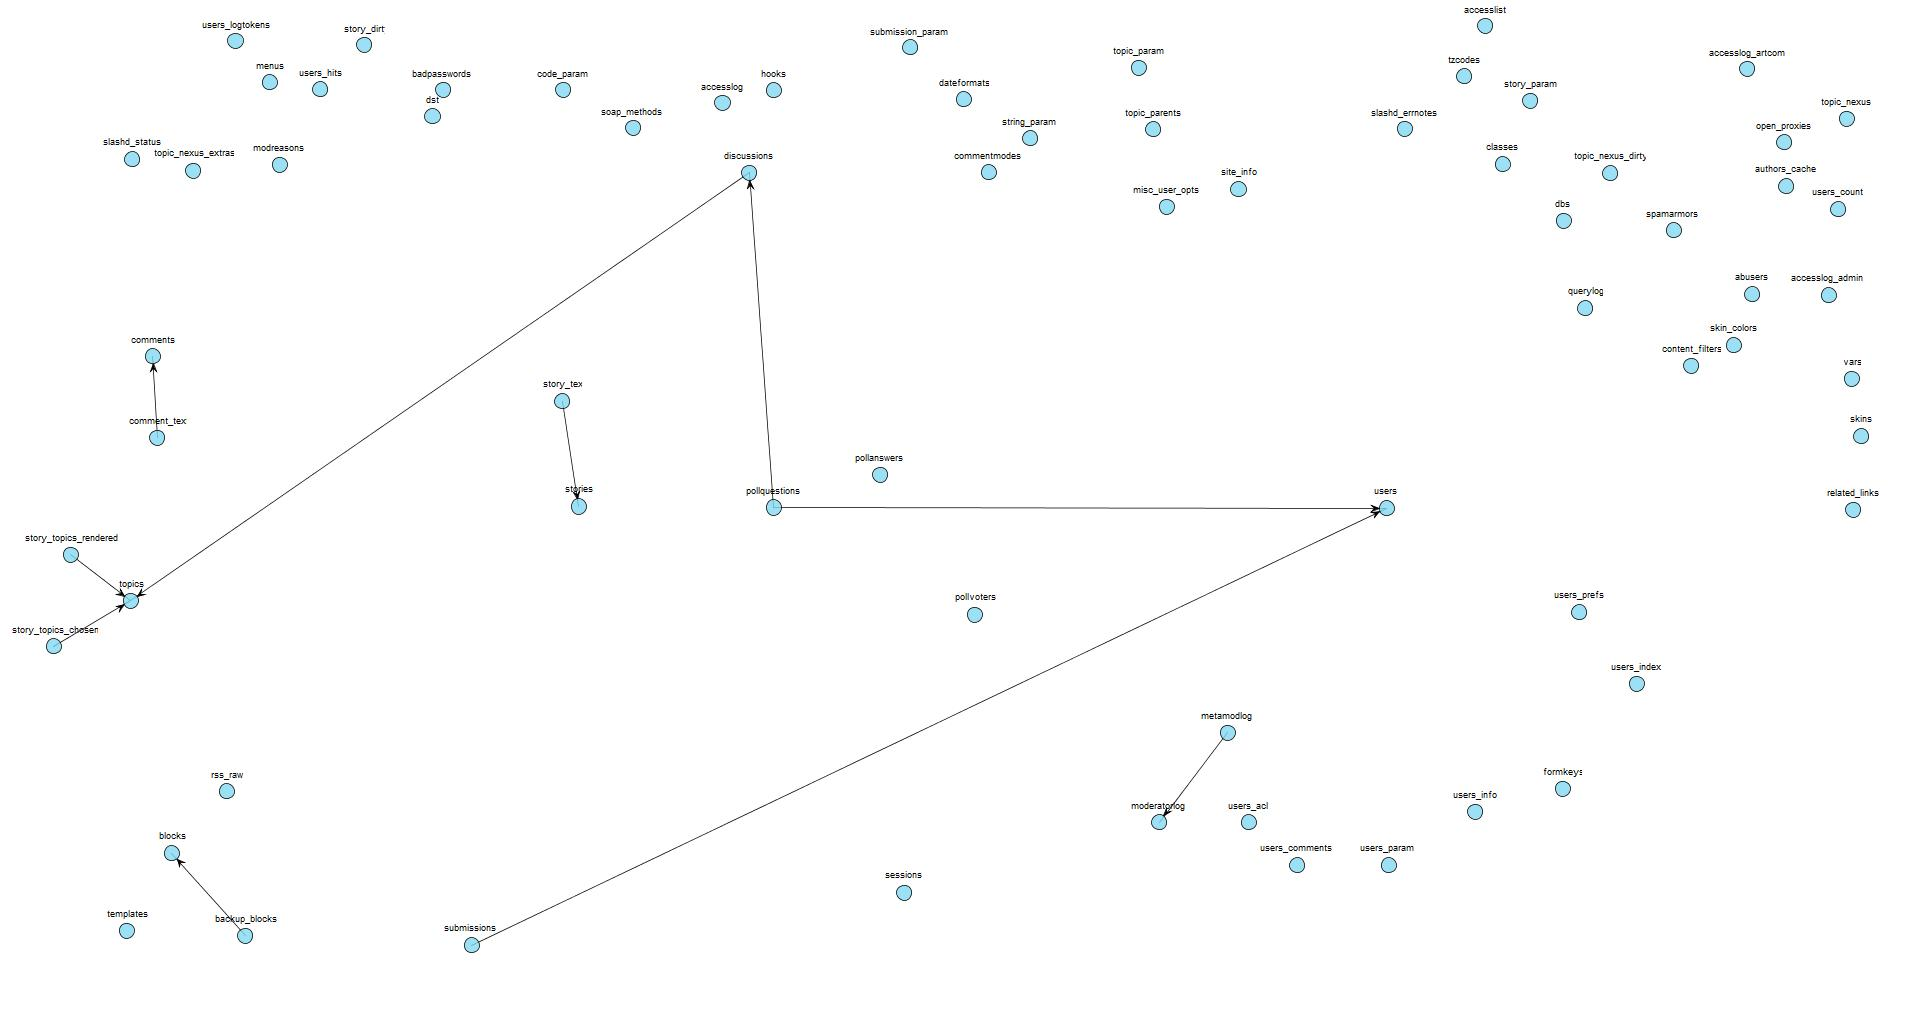 accesslist
users_logtokens
story_dirt
submission_param
topic_param
accesslog_artcom
tzcodes
menus
users_hits
badpasswords
code_param
hooks
dateformats
story_param
accesslog
dst
topic_nexus
soap_methods
topic_parents
slashd_errnotes
string_param
open_proxies
slashd_status
topic_nexus_extras
modreasons
discussions
commentmodes
classes
topic_nexus_dirty
authors_cache
site_info
misc_user_opts
users_count
dbs
spamarmors
abusers
accesslog_admin
querylog
skin_colors
comments
content_filters
vars
story_tex
comment_tex
skins
pollanswers
stories
pollquestions
users
related_links
story_topics_rendered
topics
pollvoters
users_prefs
story_topics_chosen
users_index
metamodlog
rss_raw
formkeys
users_info
moderatorlog
users_acl
blocks
users_comments
users_param
sessions
templates
backup_blocks
submissions